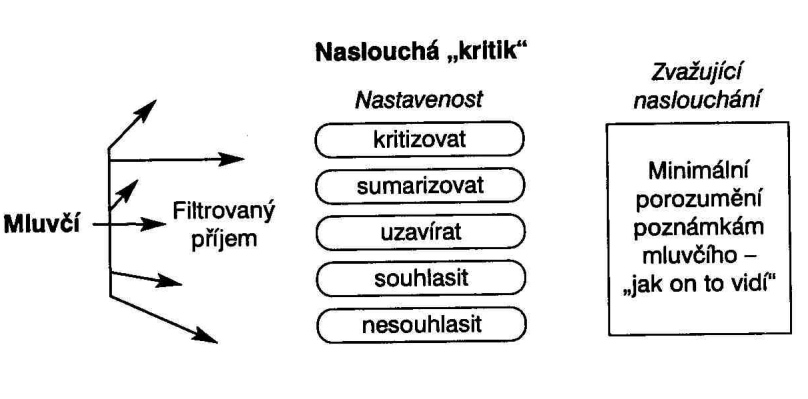 Naslouchá „kritik“
Nastavenost
kritizovat
sumarizovat
uzavírat
souhlasit
nesouhlasit
Mluvčí
Filtrovaný
příjem
Zvažující
naslouchání
Minimální
porozumění
poznámkám
mluvčího –
„jak on to vidí“